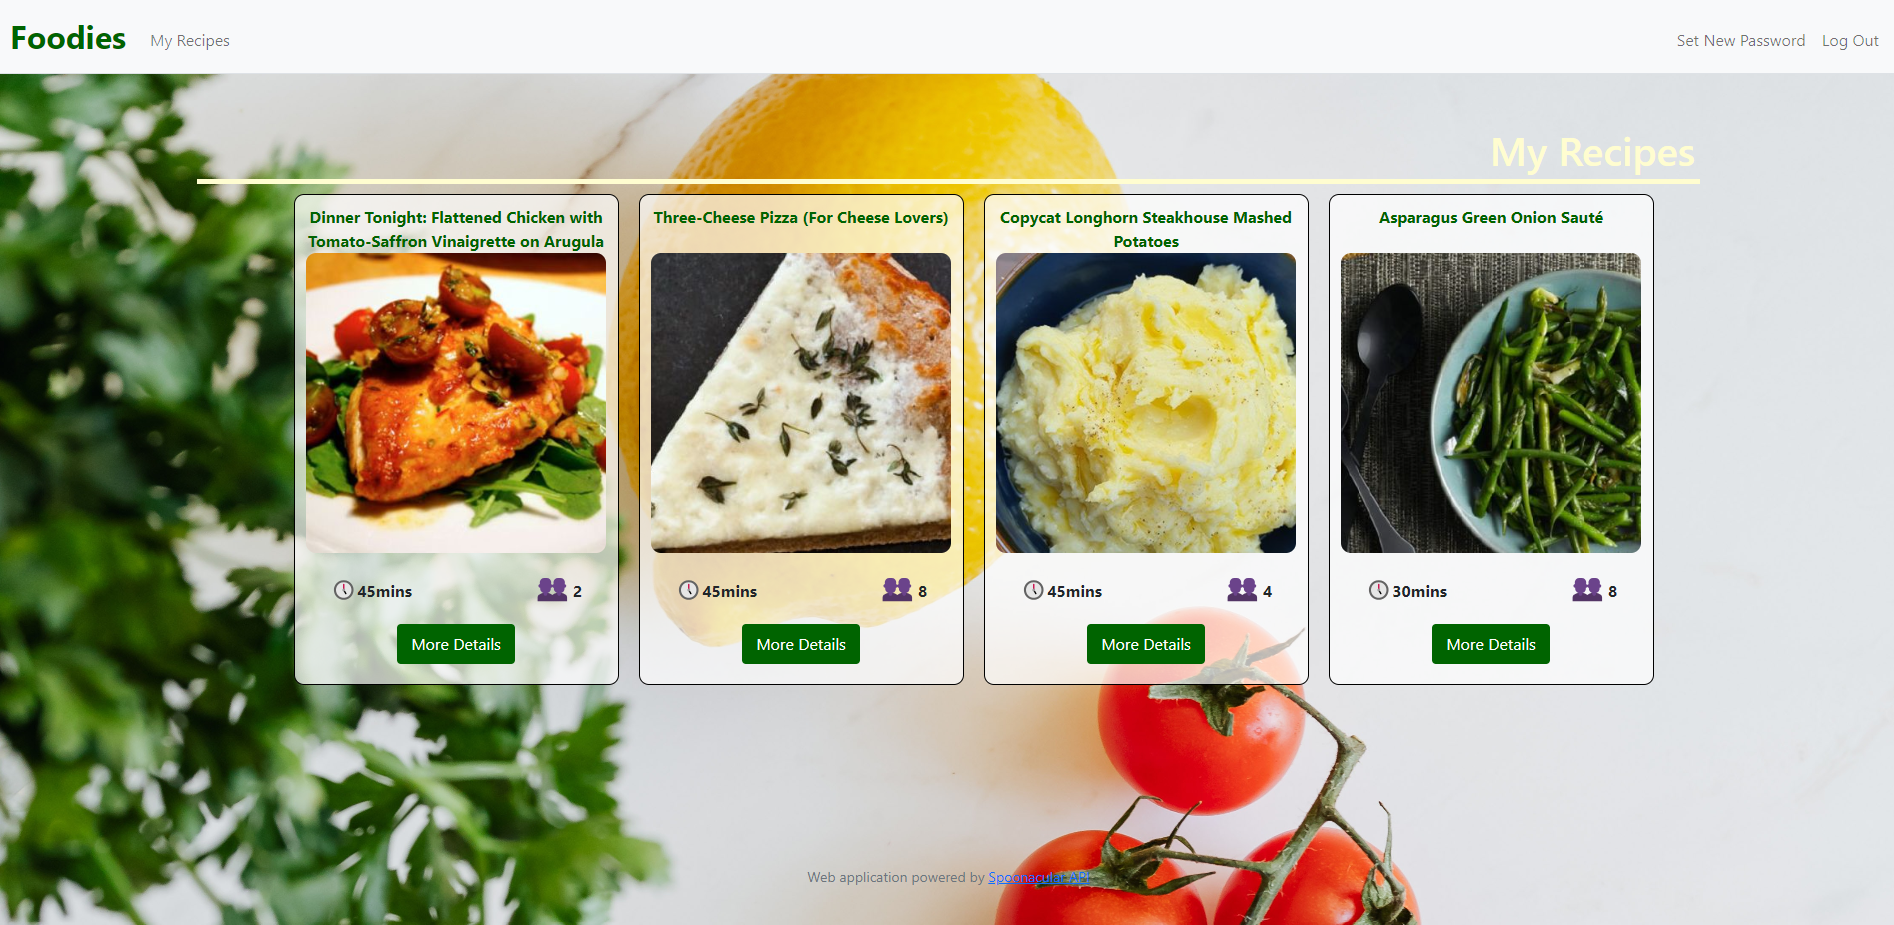 Foodies
My Recipes
Set New Password
Log Out
My Recipes
Dinner Tonight: Flattened Chicken with
Tomato-Saffron Vinaigrette on Arugula
45mins
2
More Details
Three-Cheese Pizza (For Cheese Lovers)
45mins
8
More Details
Copycat Longhorn Steakhouse Mashed
Potatoes
45mins
4
More Details
Asparagus Green Onion Sauté
30mins
8
More Details
Web application powered by Spoonacular API